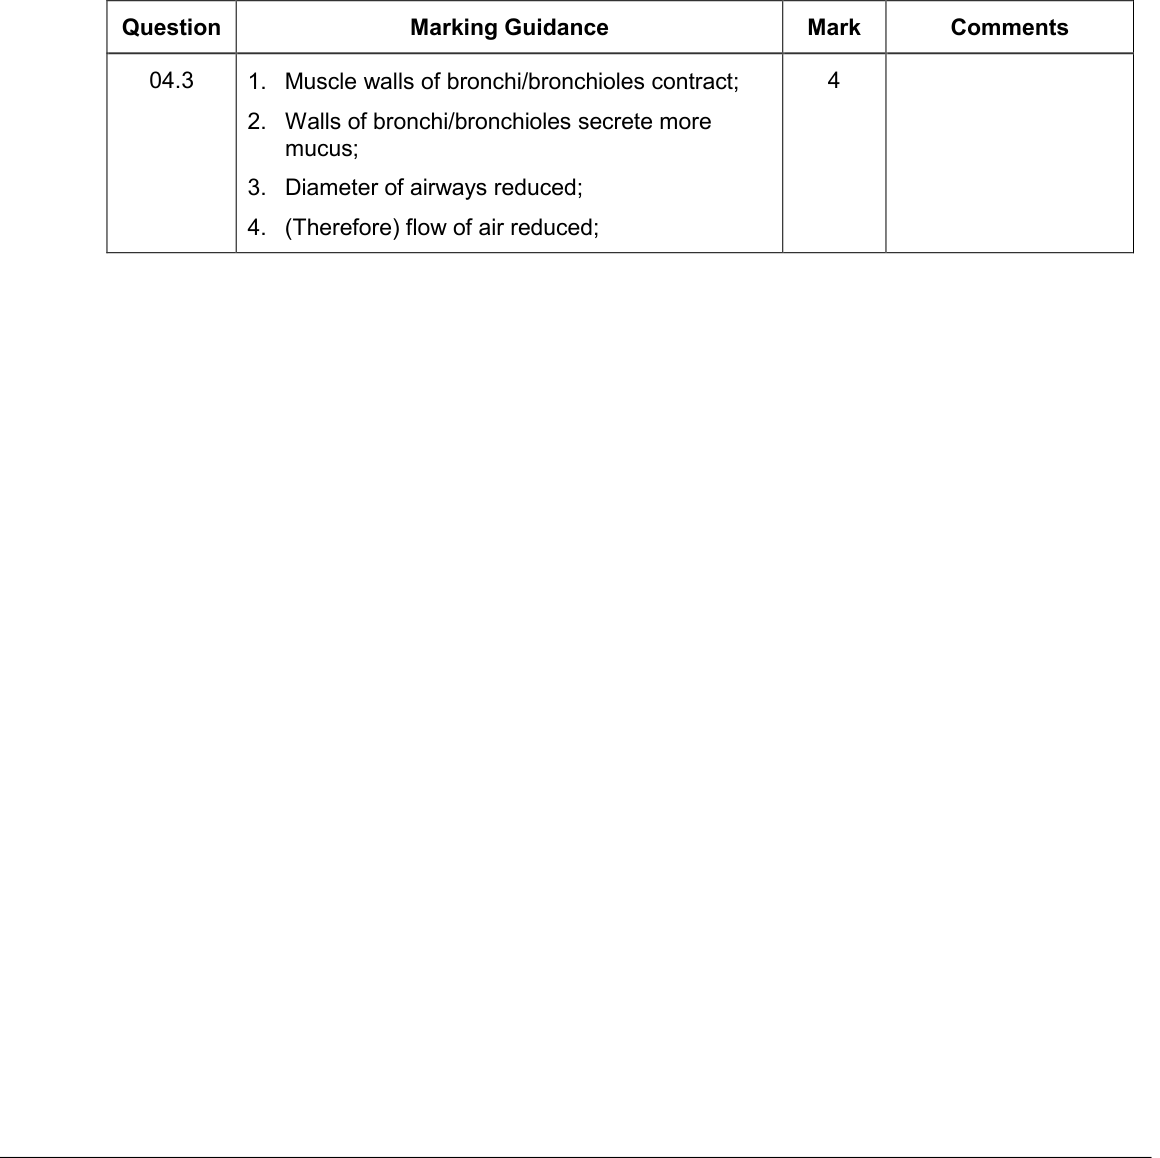 Question Marking Guidance Mark Comments
04.3 1. Muscle walls of bronchi/bronchioles contract; 4
2. Walls of bronchi/bronchioles secrete more
mucus;
3. Diameter of airways reduced;
4. (Therefore) flow of air reduced;